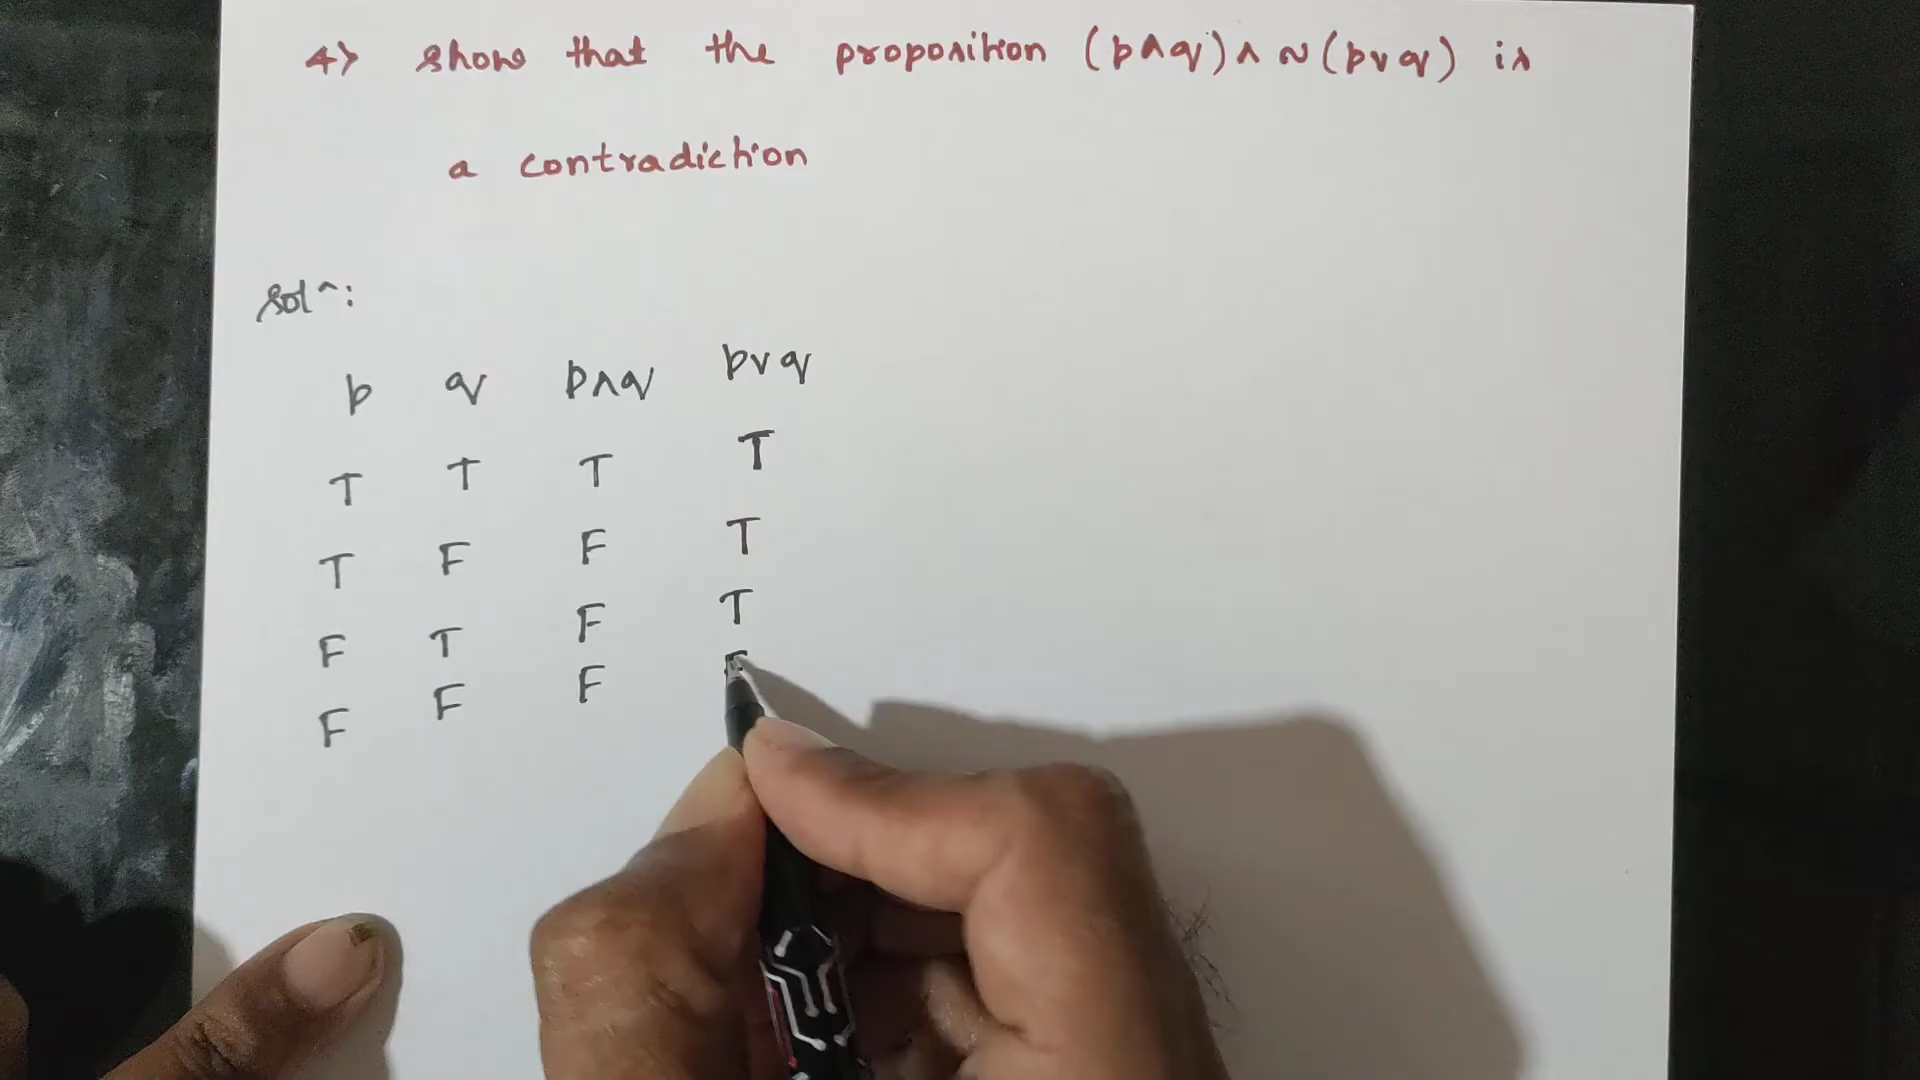 4) show that the proposition (p∧q)∧ ~(p∨q) is
a contradiction
Sol^n:
p q p∧q p∨q
T T T T
T F F T
F T F T
F F F F